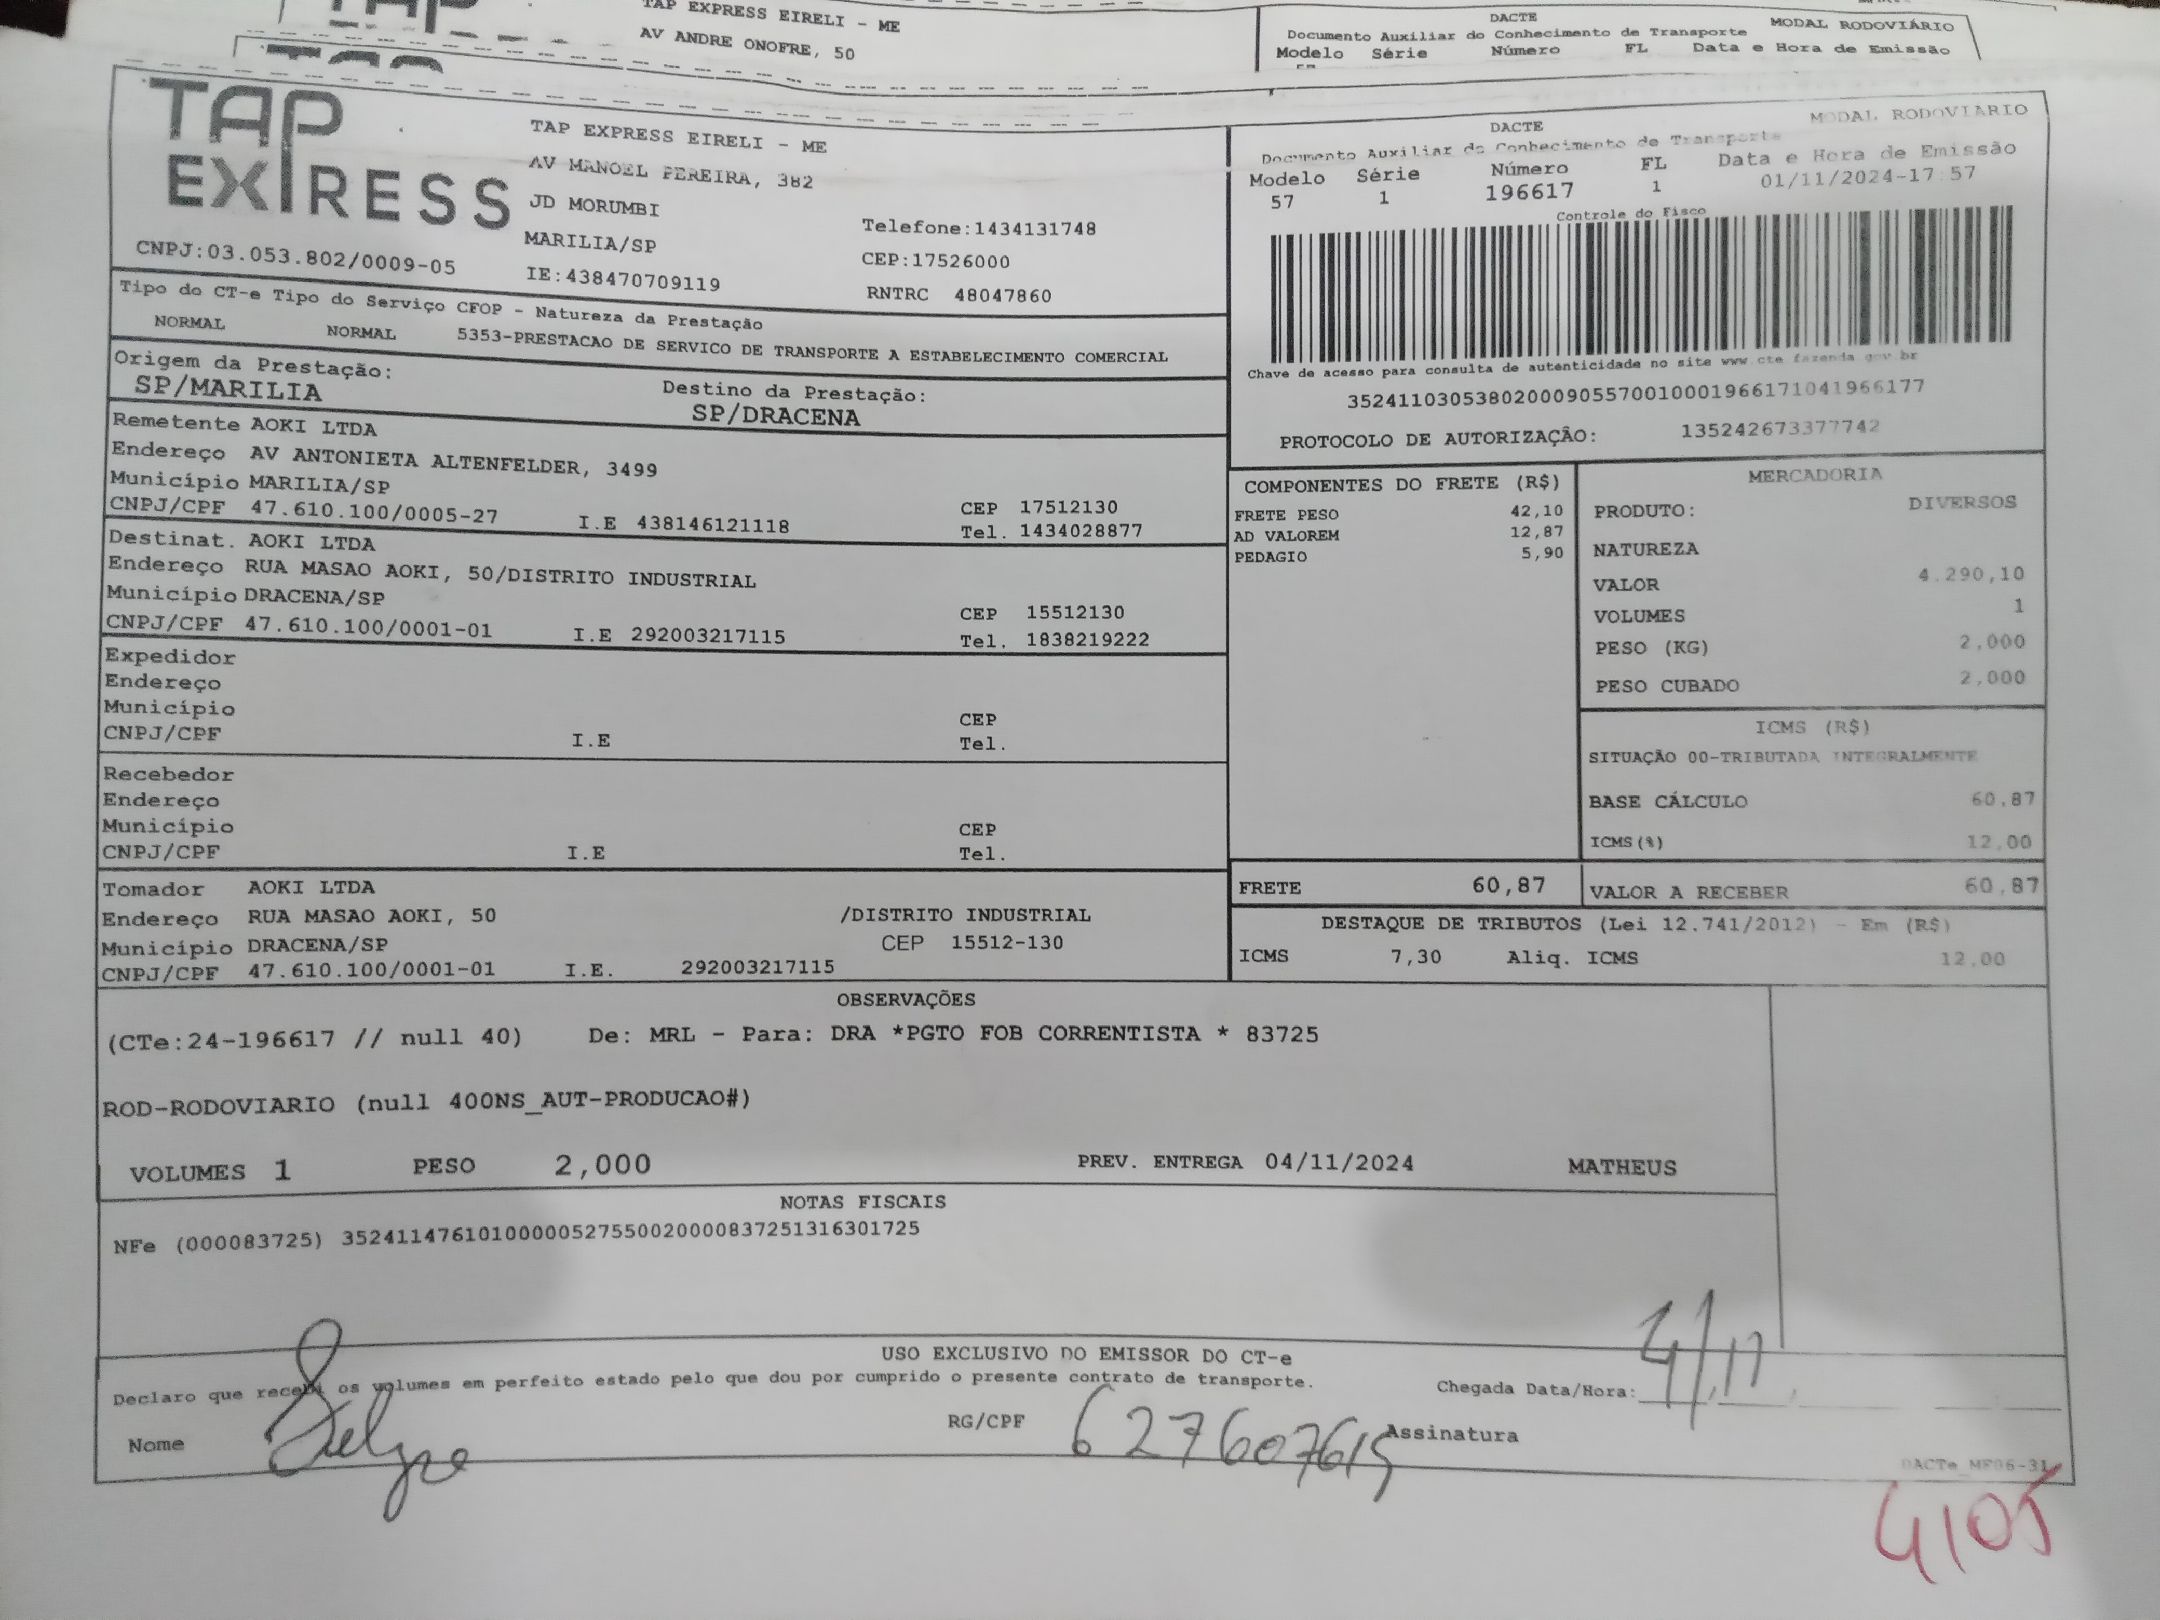 TAP EXPRESS EIRELI - ME
AV ANDRE ONOFRE, 50
DACTE
MODAL RODOVIÁRIO
Documento Auxiliar do Conhecimento de Transporte
Modelo Série Número FL Data e Hora de Emissão
TAP EXPRESS
TAP EXPRESS EIRELI - ME
AV MANOEL PEREIRA, 382
JD MORUMBI
MARILIA/SP
Telefone:1434131748
CEP:17526000
CNPJ:03.053.802/0009-05
IE:438470709119
RNTRC 48047860
DACTE
MODAL RODOVIÁRIO
Documento Auxiliar do Conhecimento de Transporte
Modelo Série Número FL Data e Hora de Emissão
57 1 196617 1 01/11/2024-17:57
Controle do Fisco
Chave de acesso para consulta de autenticidade no site www.cte.fazenda.gov.br
35241103053802000905570010001966171041966177
PROTOCOLO DE AUTORIZAÇÃO: 135242673377742
Tipo do CT-e Tipo do Serviço CFOP - Natureza da Prestação
NORMAL NORMAL 5353-PRESTACAO DE SERVICO DE TRANSPORTE A ESTABELECIMENTO COMERCIAL
Origem da Prestação: Destino da Prestação:
SP/MARILIA SP/DRACENA
Remetente AOKI LTDA
Endereço AV ANTONIETA ALTENFELDER, 3499
Município MARILIA/SP CEP 17512130
CNPJ/CPF 47.610.100/0005-27 I.E 438146121118 Tel. 1434028877
Destinat. AOKI LTDA
Endereço RUA MASAO AOKI, 50/DISTRITO INDUSTRIAL
Município DRACENA/SP CEP 15512130
CNPJ/CPF 47.610.100/0001-01 I.E 292003217115 Tel. 1838219222
Expedidor
Endereço
Município CEP
CNPJ/CPF I.E Tel.
Recebedor
Endereço
Município CEP
CNPJ/CPF I.E Tel.
Tomador AOKI LTDA
Endereço RUA MASAO AOKI, 50 /DISTRITO INDUSTRIAL
Município DRACENA/SP CEP 15512-130
CNPJ/CPF 47.610.100/0001-01 I.E. 292003217115
COMPONENTES DO FRETE (R$)
FRETE PESO 42,10
AD VALOREM 12,87
PEDAGIO 5,90
MERCADORIA
PRODUTO: DIVERSOS
NATUREZA
VALOR 4.290,10
VOLUMES 1
PESO (KG) 2,000
PESO CUBADO 2,000
ICMS (R$)
SITUAÇÃO 00-TRIBUTADA INTEGRALMENTE
BASE CÁLCULO 60,87
ICMS(%) 12,00
FRETE 60,87 VALOR A RECEBER 60,87
DESTAQUE DE TRIBUTOS (Lei 12.741/2012) - Em (R$)
ICMS 7,30 Aliq. ICMS 12,00
OBSERVAÇÕES
(CTe:24-196617 // null 40) De: MRL - Para: DRA *PGTO FOB CORRENTISTA * 83725
ROD-RODOVIARIO (null 400NS_AUT-PRODUCAO#)
VOLUMES 1 PESO 2,000 PREV. ENTREGA 04/11/2024 MATHEUS
NOTAS FISCAIS
NFe (000083725) 35241147610100000527550020000837251316301725
USO EXCLUSIVO DO EMISSOR DO CT-e
Declaro que recebi os volumes em perfeito estado pelo que dou por cumprido o presente contrato de transporte. Chegada Data/Hora: 4/11
Nome Felype RG/CPF 627607615 Assinatura
DACTe_MF06-31
4105